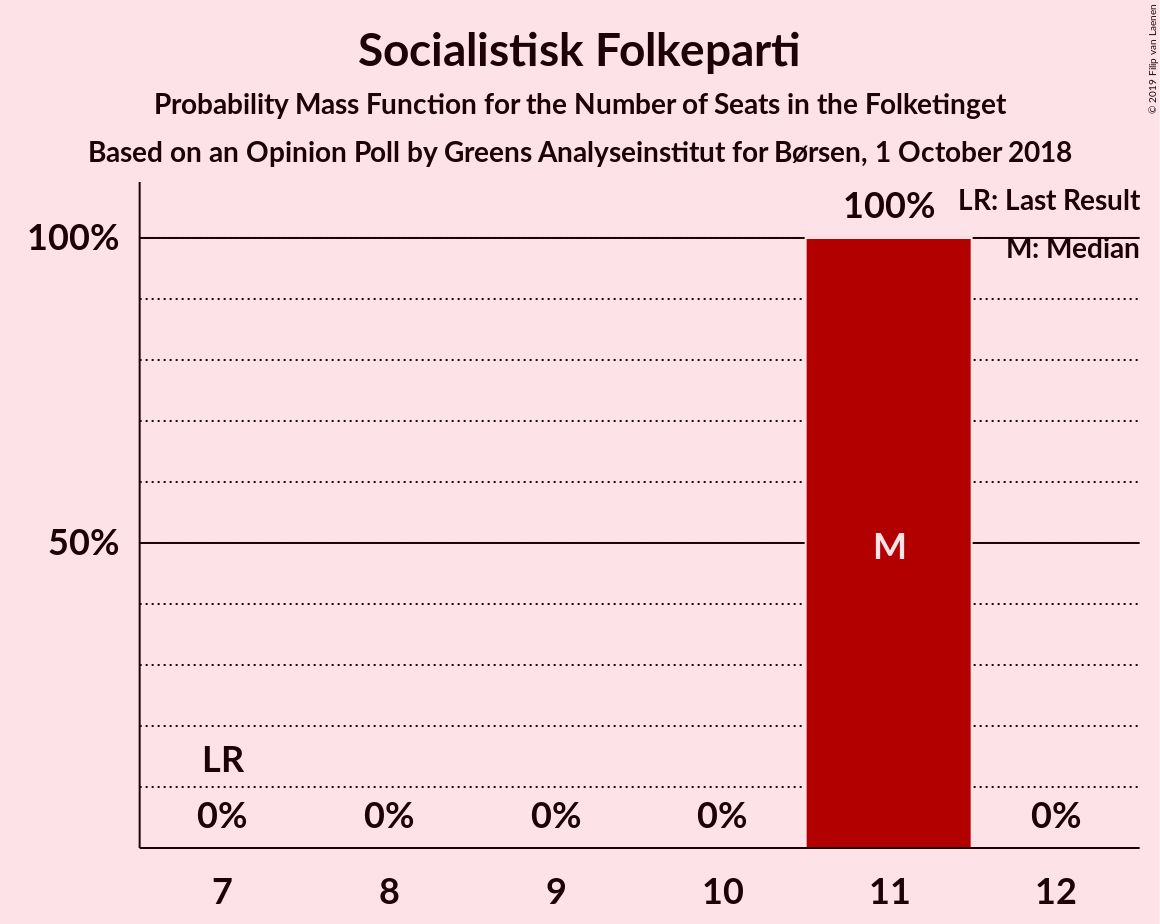 Socialistisk Folkeparti
Probability Mass Function for the Number of Seats in the Folketinget
Based on an Opinion Poll by Greens Analyseinstitut for Børsen, 1 October 2018
© 2019 Filip van Laenen
LR: Last Result
M: Median
100%
100%
50%
M
LR
0%
0%
0%
0%
0%
7
8
9
10
11
12